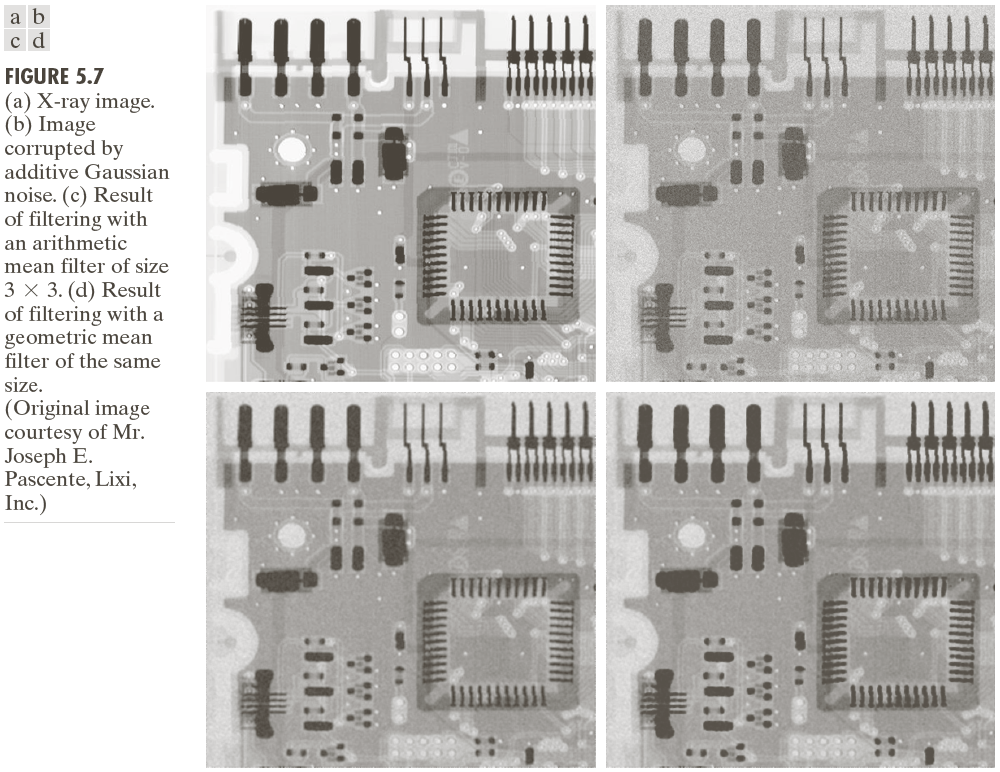 a b
c d
FIGURE 5.7
(a) X-ray image.
(b) Image
corrupted by
additive Gaussian
noise. (c) Result
of filtering with
an arithmetic
mean filter of size
3 × 3. (d) Result
of filtering with a
geometric mean
filter of the same
size.
(Original image
courtesy of Mr.
Joseph E.
Pascente, Lixi,
Inc.)